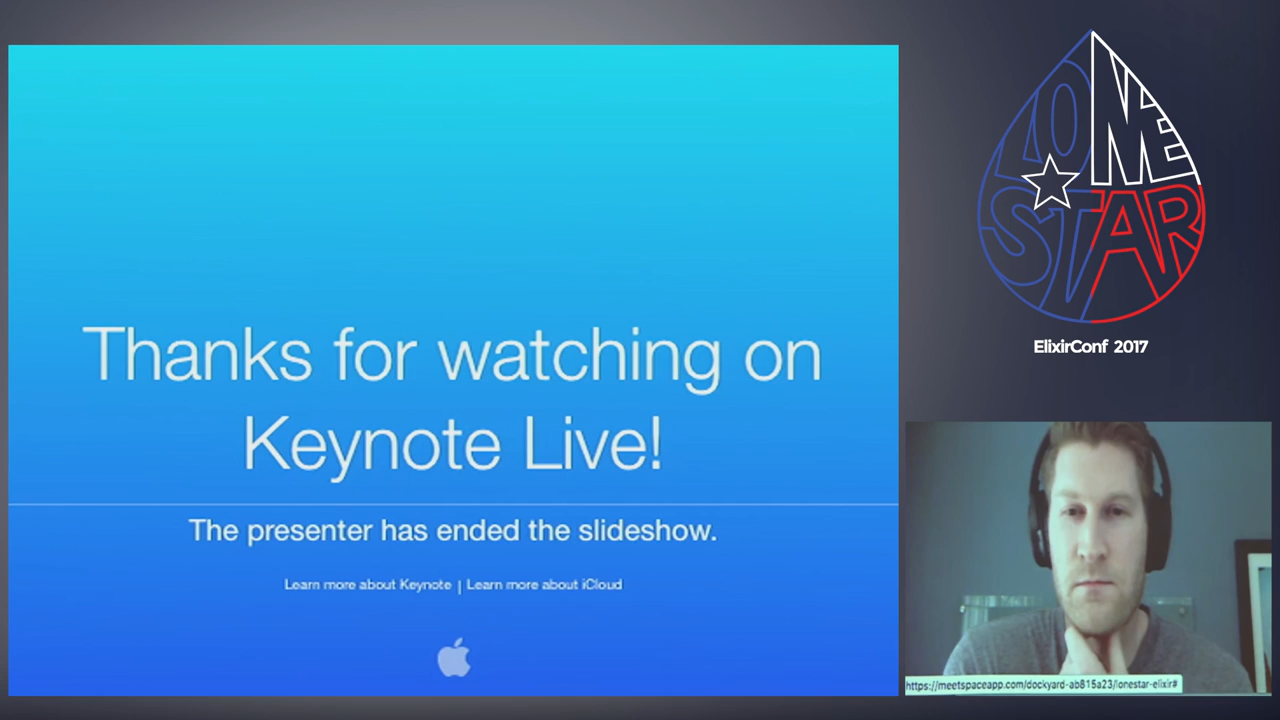 Thanks for watching on
Keynote Live!
The presenter has ended the slideshow.
Learn more about Keynote | Learn more about iCloud
LONE
STAR
ElixirConf 2017
https://meetspaceapp.com/dockyard-ab815a23/lonestar-elixir#